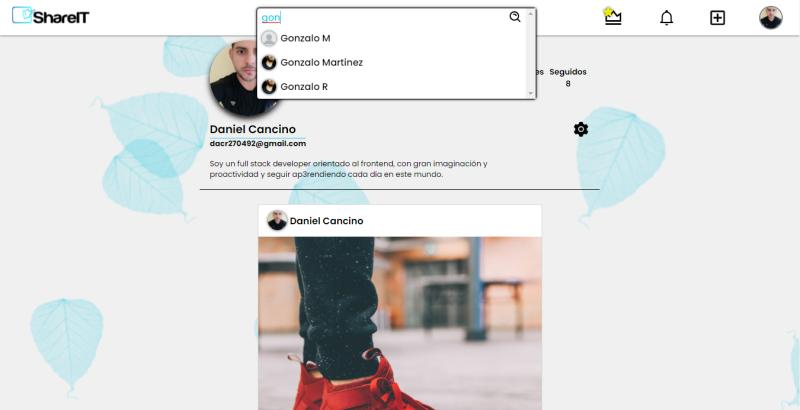 ShareIT
gon
Gonzalo M
Gonzalo Martinez
Gonzalo R
es Seguidos
8
Daniel Cancino
dacr270492@gmail.com
Soy un full stack developer orientado al frontend, con gran imaginación y
proactividad y seguir ap3rendiendo cada dia en este mundo.
Daniel Cancino